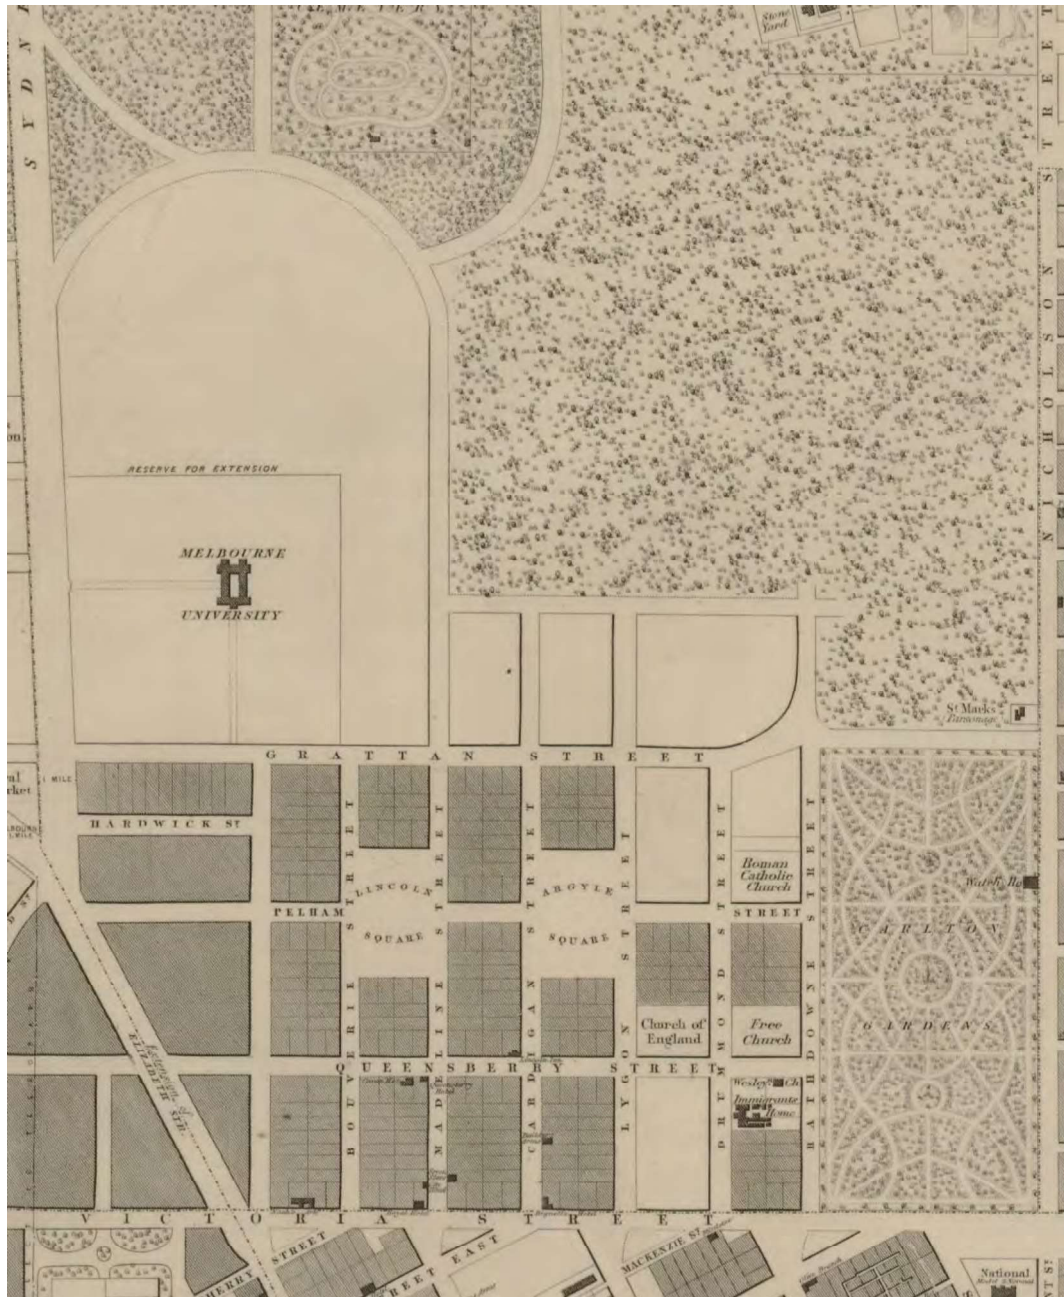 CEMETERY
Stone
Yard
SYDN
STREET
NICHOLSON
RESERVE FOR EXTENSION
MELBOURNE
UNIVERSITY
St Marks
Parsonage
GRATTAN STREET
1 MILE
HARDWICK ST
BOUVERIE STREET
MADELINE STREET
CARDIGAN STREET
LYGON STREET
DRUMMOND STREET
RATHDOWNE STREET
LINCOLN
SQUARE
ARGYLE
SQUARE
Roman
Catholic
Church
PELHAM STREET
Watch Ho
CARLTON
GARDENS
Church of
England
Free
Church
Extension of
ELIZABETH STR
QUEENSBERRY STREET
Wesleyn Ch
Immigrants
Home
VICTORIA STREET
STREET
EAST
MACKENZIE ST
National